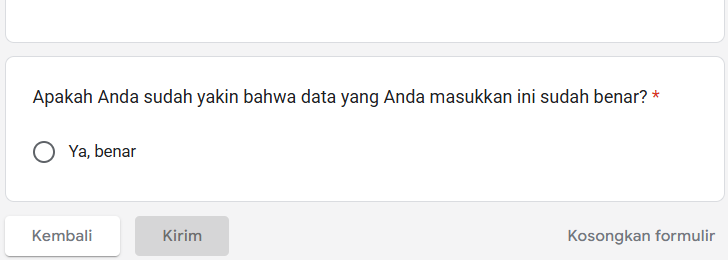 Apakah Anda sudah yakin bahwa data yang Anda masukkan ini sudah benar? *
Ya, benar
Kembali
Kirim
Kosongkan formulir